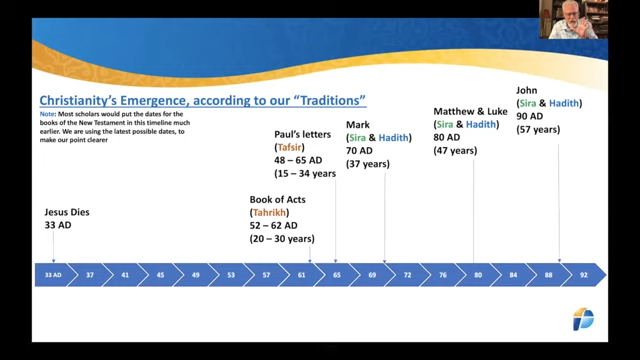 Christianity's Emergence, according to our "Traditions"
Note: Most scholars would put the dates for the
books of the New Testament in this timeline much
earlier. We are using the latest possible dates, to
make our point clearer
Jesus Dies
33 AD
Book of Acts
(Tahrikh)
52 – 62 AD
(20 – 30 years)
Paul's letters
(Tafsir)
48 – 65 AD
(15 – 34 years
Mark
(Sira & Hadith)
70 AD
(37 years)
Matthew & Luke
(Sira & Hadith)
80 AD
(47 years)
John
(Sira & Hadith)
90 AD
(57 years)
33 AD 37 41 45 49 53 57 61 65 69 72 76 80 84 88 92